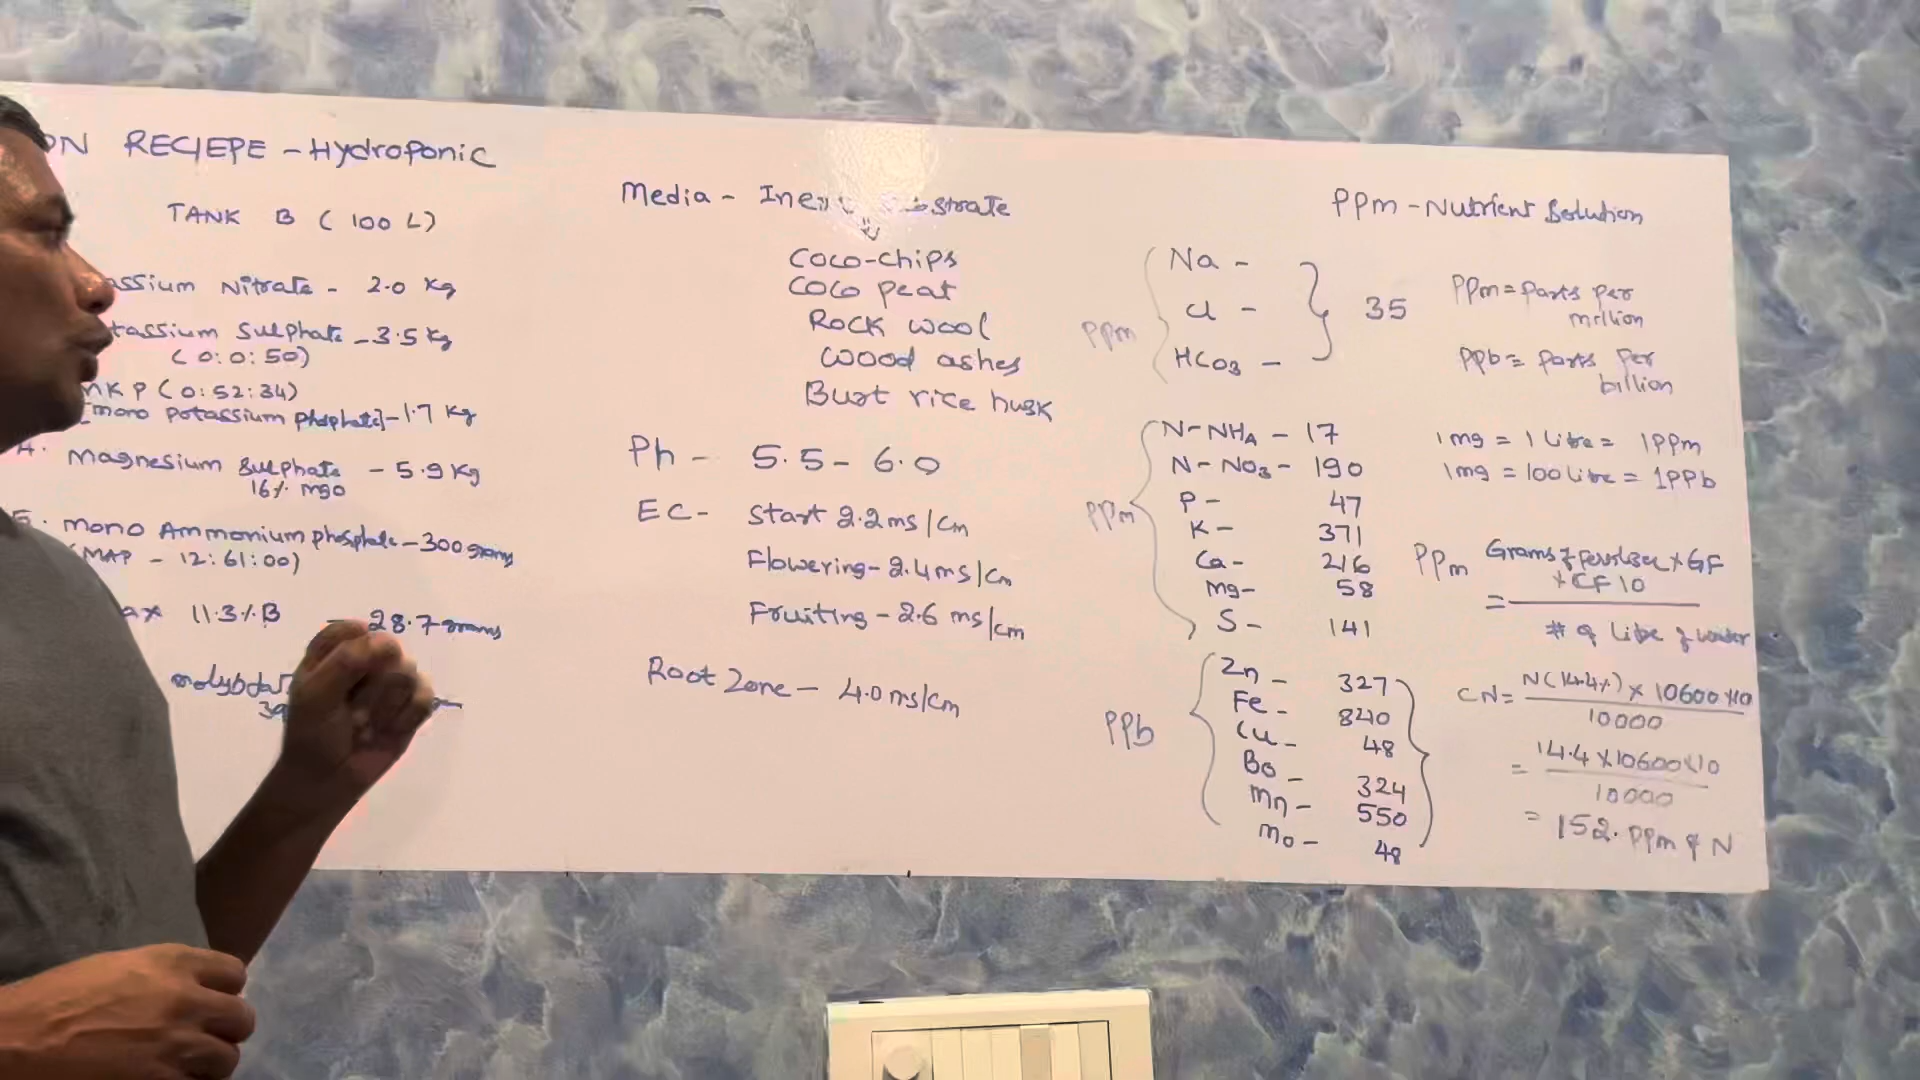 ON RECIEPE - Hydroponic
TANK B (100 L)
assium Nitrate - 2.0 Kg
tassium Sulphate - 3.5 Kg
(0:0:50)
MKP (0:52:34)
[mono potassium phosphate] - 1.7 Kg
4. Magnesium Sulphate - 5.9 Kg
16% mgo
5. Mono Ammonium phosphate - 300 grams
(MAP - 12:61:00)
ax 11.3% B - 28.7 grams
Media - Substrate
Coco-chips
Coco peat
Rock wool
Wood ashes
Burt rice husk
Ph - 5.5 - 6.0
EC - Start 2.2 ms/cm
Flowering - 2.4 ms/cm
Fruiting - 2.6 ms/cm
Root Zone - 4.0 ms/cm
PPm - Nutrient Solution
PPm
Na -
Cl -
HCO3 -
35
PPm
N-NH4 - 17
N-NO3 - 190
P - 47
K - 371
Ca - 216
Mg - 58
S - 141
PPb
Zn - 327
Fe - 840
Cu - 48
Bo - 324
Mn - 550
Mo - 48
PPm = Parts per
million
PPb = Parts per
billion
1mg = 1 Litre = 1PPm
1mg = 100 Litre = 1PPb
PPm = Grams of fertiliser × GF
× CF 10
# of Litre of water
CN = N(14.4%) × 10600 × 10
10000
= 14.4 × 10600 × 10
10000
= 152. PPm of N